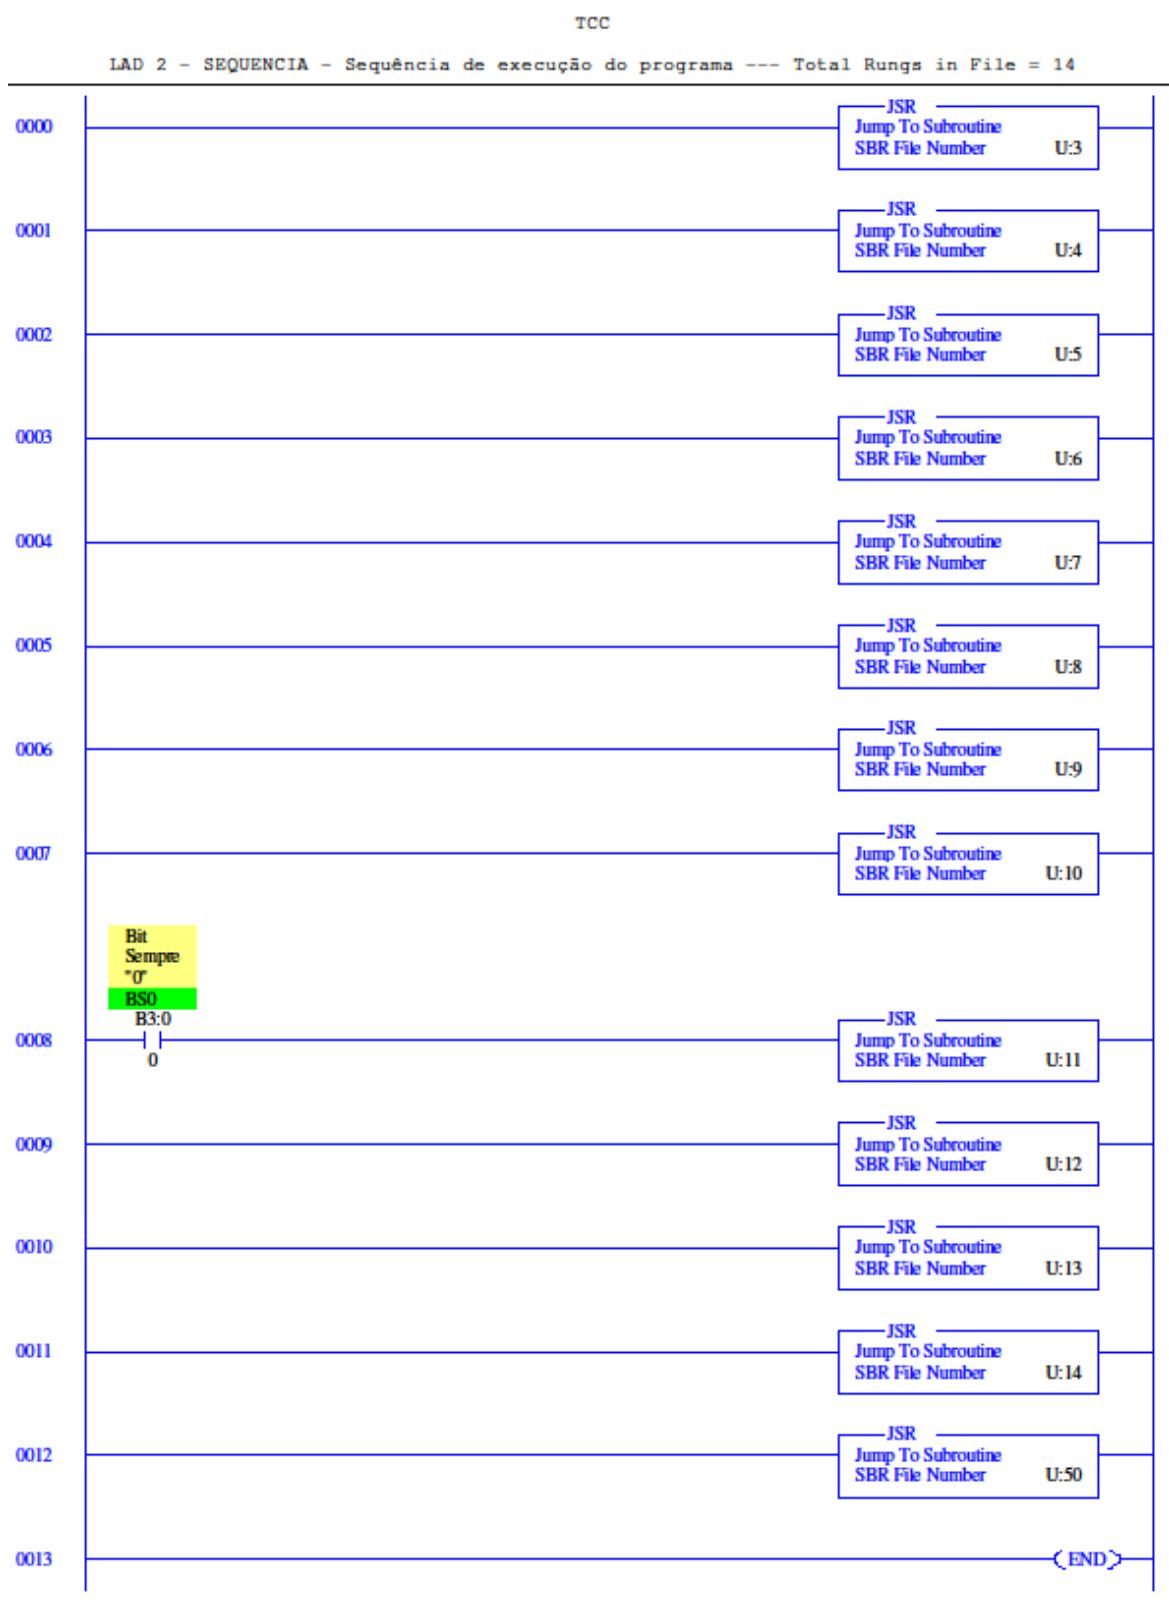 TCC
LAD 2 - SEQUENCIA - Sequência de execução do programa --- Total Rungs in File = 14
JSR
0000 Jump To Subroutine
SBR File Number U:3
JSR
0001 Jump To Subroutine
SBR File Number U:4
JSR
0002 Jump To Subroutine
SBR File Number U:5
JSR
0003 Jump To Subroutine
SBR File Number U:6
JSR
0004 Jump To Subroutine
SBR File Number U:7
JSR
0005 Jump To Subroutine
SBR File Number U:8
JSR
0006 Jump To Subroutine
SBR File Number U:9
JSR
0007 Jump To Subroutine
SBR File Number U:10
Bit
Sempre
"0"
BS0
B3:0 JSR
0008 Jump To Subroutine
0 SBR File Number U:11
JSR
0009 Jump To Subroutine
SBR File Number U:12
JSR
0010 Jump To Subroutine
SBR File Number U:13
JSR
0011 Jump To Subroutine
SBR File Number U:14
JSR
0012 Jump To Subroutine
SBR File Number U:50
0013 END